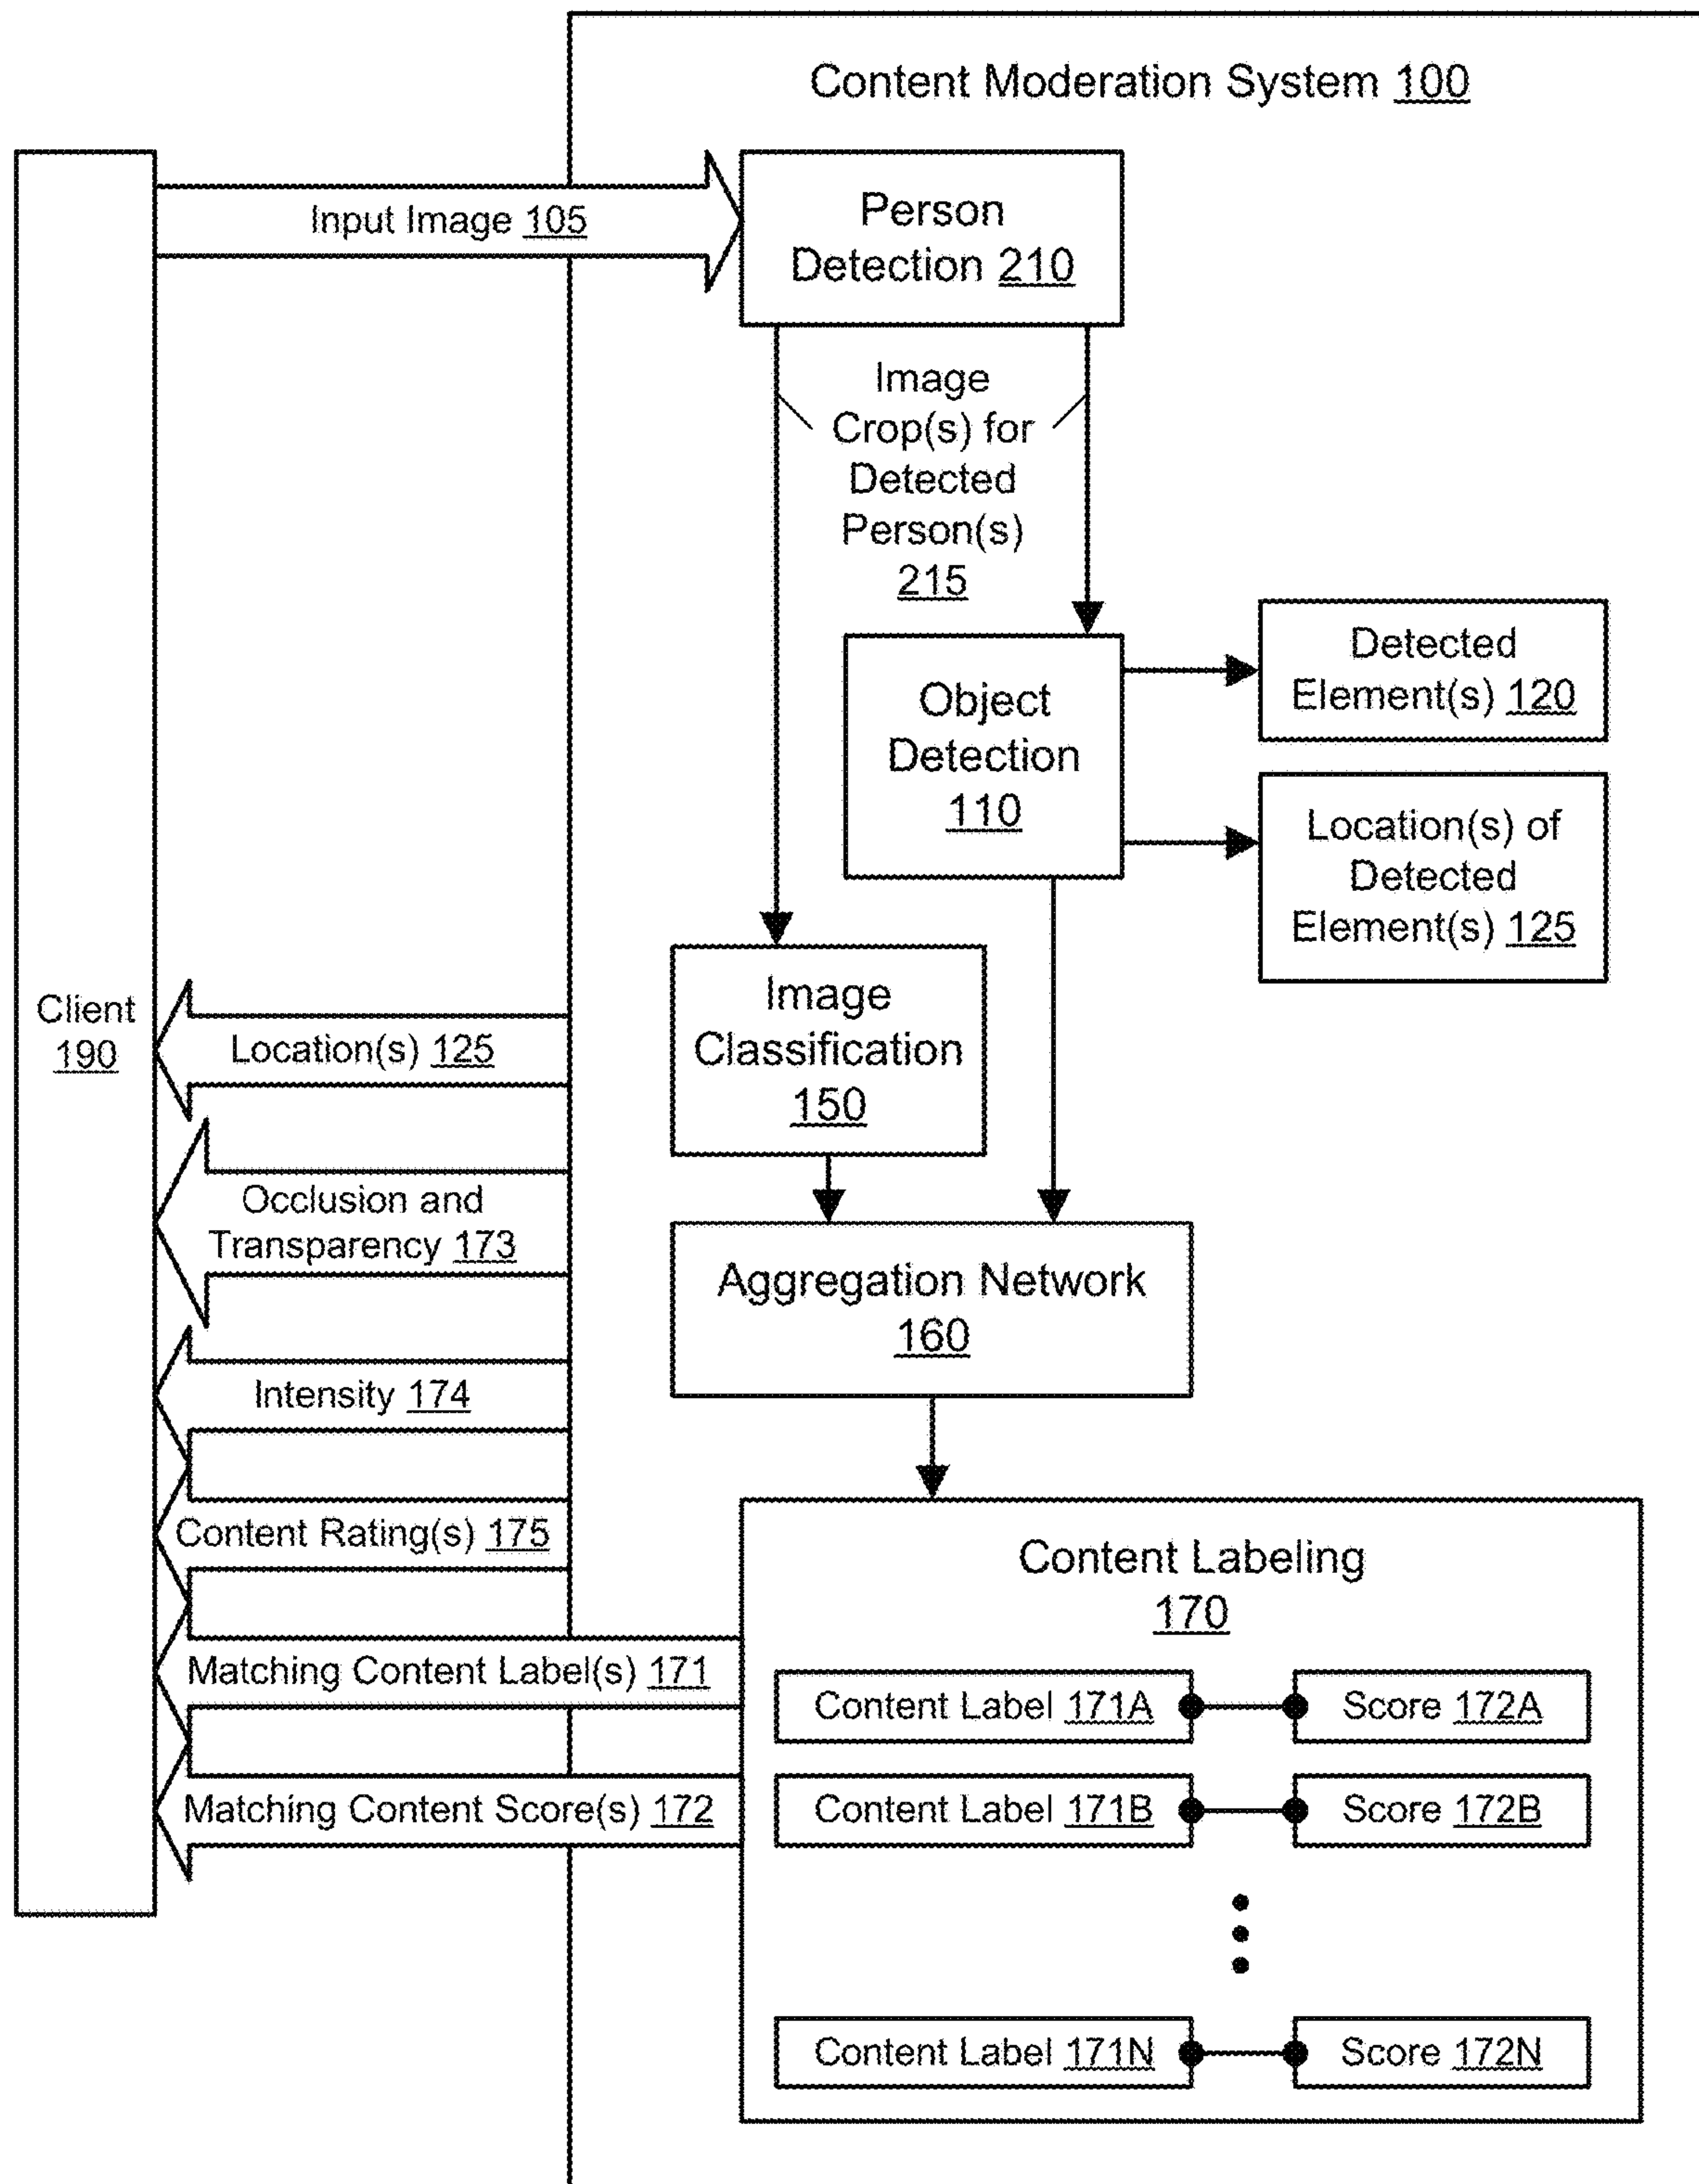 Content Moderation System 100
Input Image 105
Person
Detection 210
Image
Crop(s) for
Detected
Person(s)
215
Object
Detection
110
Detected
Element(s) 120
Location(s) of
Detected
Element(s) 125
Image
Classification
150
Client
190
Location(s) 125
Occlusion and
Transparency 173
Aggregation Network
160
Intensity 174
Content Rating(s) 175
Content Labeling
170
Matching Content Label(s) 171
Content Label 171A
Score 172A
Matching Content Score(s) 172
Content Label 171B
Score 172B
Content Label 171N
Score 172N